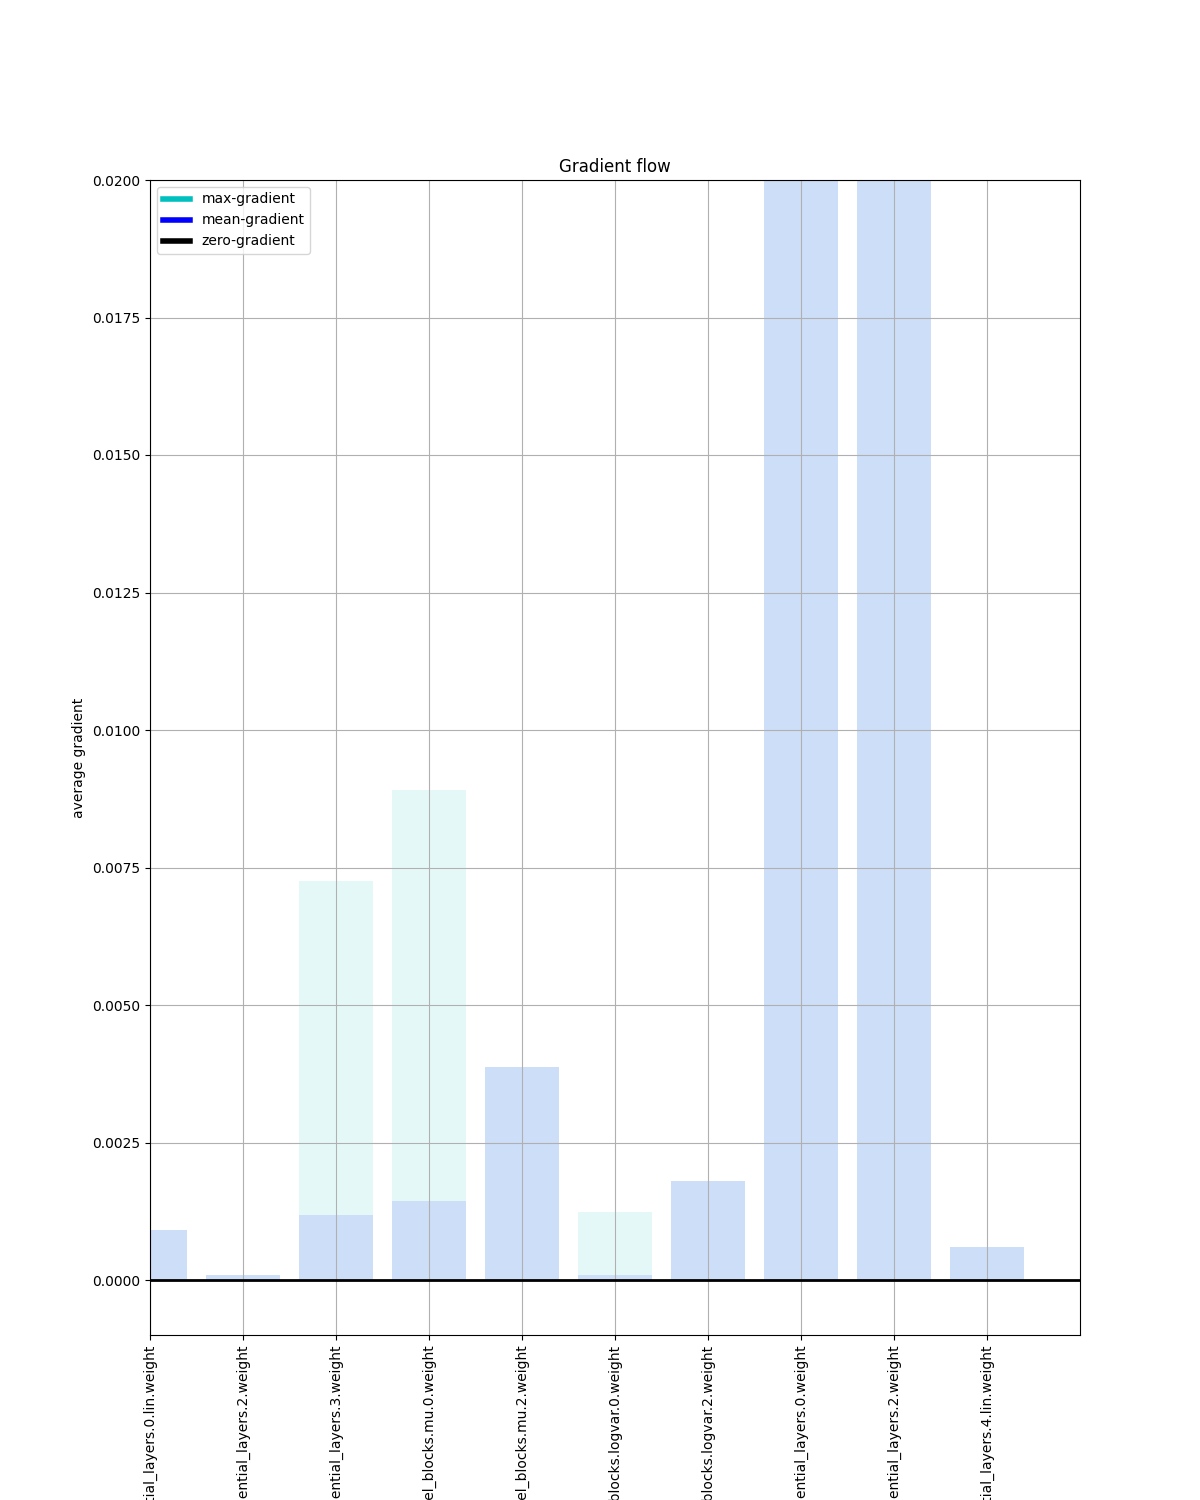 Gradient flow
max-gradient
mean-gradient
zero-gradient
average gradient
0.0200
0.0175
0.0150
0.0125
0.0100
0.0075
0.0050
0.0025
0.0000
tial_layers.0.lin.weight
ential_layers.2.weight
ential_layers.3.weight
el_blocks.mu.0.weight
el_blocks.mu.2.weight
blocks.logvar.0.weight
blocks.logvar.2.weight
ential_layers.0.weight
ential_layers.2.weight
tial_layers.4.lin.weight